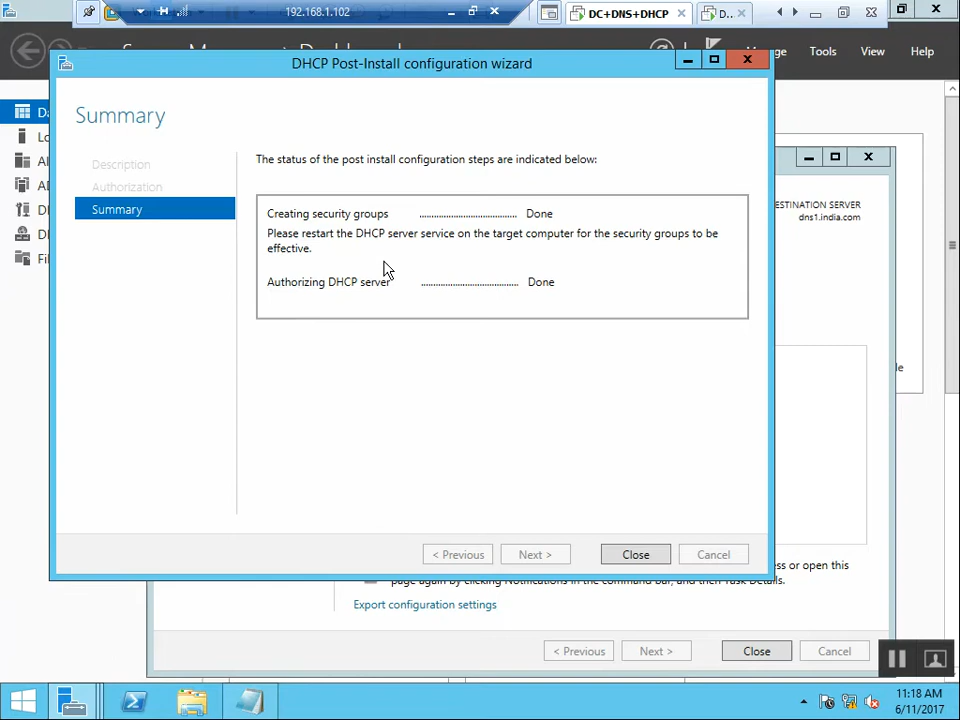 192.168.1.102
DC+DNS+DHCP
D..
Dashboard
Tools
View
Help
DHCP Post-Install configuration wizard
Summary
Description
Authorization
Summary
The status of the post install configuration steps are indicated below:
Creating security groups ........................................ Done
Please restart the DHCP server service on the target computer for the security groups to be
effective.
Authorizing DHCP server ........................................ Done
< Previous
Next >
Close
Cancel
ESTINATION SERVER
dns1.india.com
ss or open this
page again by clicking Notifications in the command bar, and then Task Details.
Export configuration settings
< Previous
Next >
Close
Cancel
11:18 AM
6/11/2017